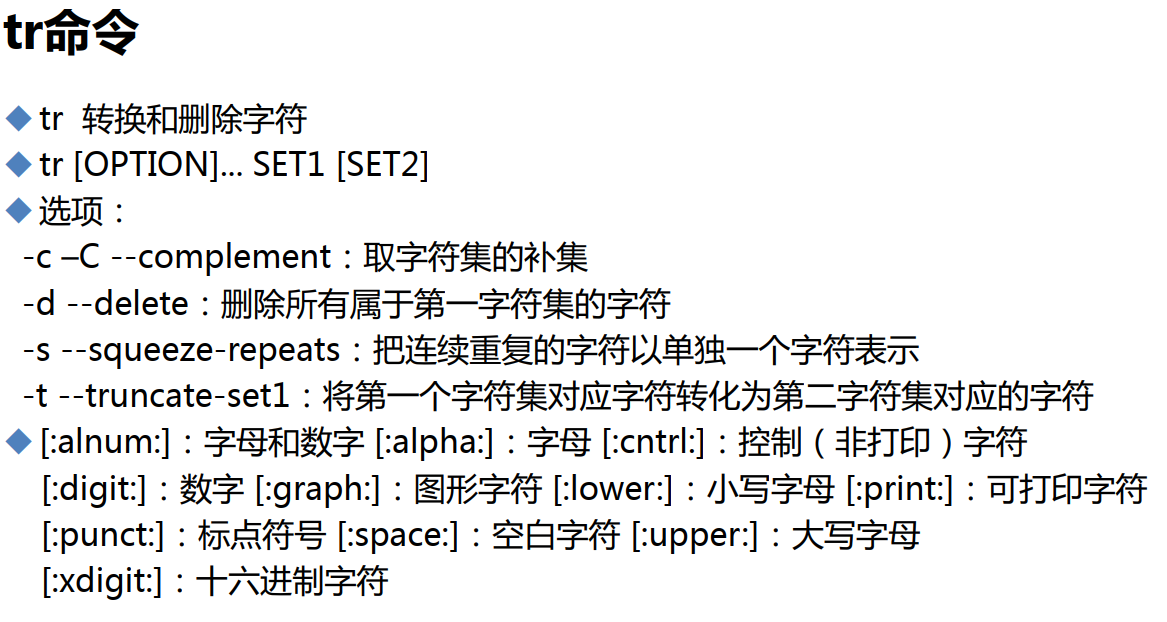 tr命令
tr 转换和删除字符
tr [OPTION]... SET1 [SET2]
选项：
-c –C --complement：取字符集的补集
-d --delete：删除所有属于第一字符集的字符
-s --squeeze-repeats：把连续重复的字符以单独一个字符表示
-t --truncate-set1：将第一个字符集对应字符转化为第二字符集对应的字符
[:alnum:]：字母和数字 [:alpha:]：字母 [:cntrl:]：控制（非打印）字符
[:digit:]：数字 [:graph:]：图形字符 [:lower:]：小写字母 [:print:]：可打印字符
[:punct:]：标点符号 [:space:]：空白字符 [:upper:]：大写字母
[:xdigit:]：十六进制字符